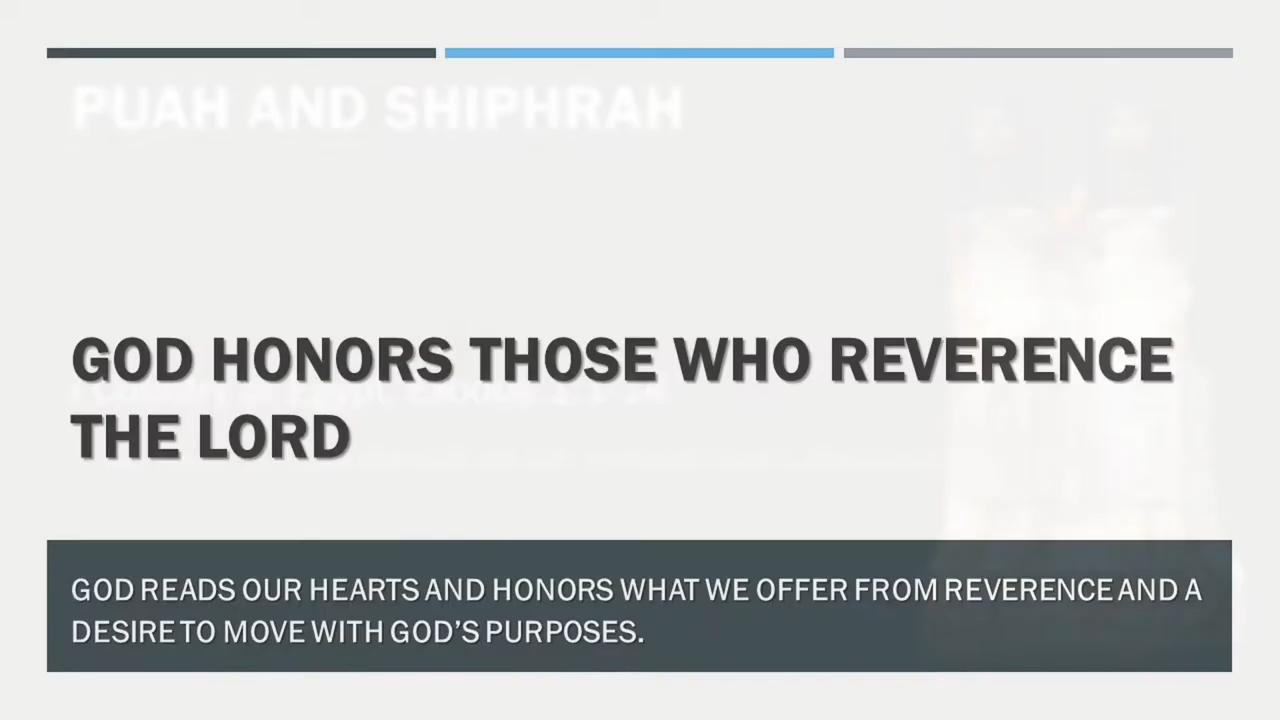 PUAH AND SHIPHRAH
GOD HONORS THOSE WHO REVERENCE
THE LORD
GOD READS OUR HEARTS AND HONORS WHAT WE OFFER FROM REVERENCE AND A
DESIRE TO MOVE WITH GOD'S PURPOSES.